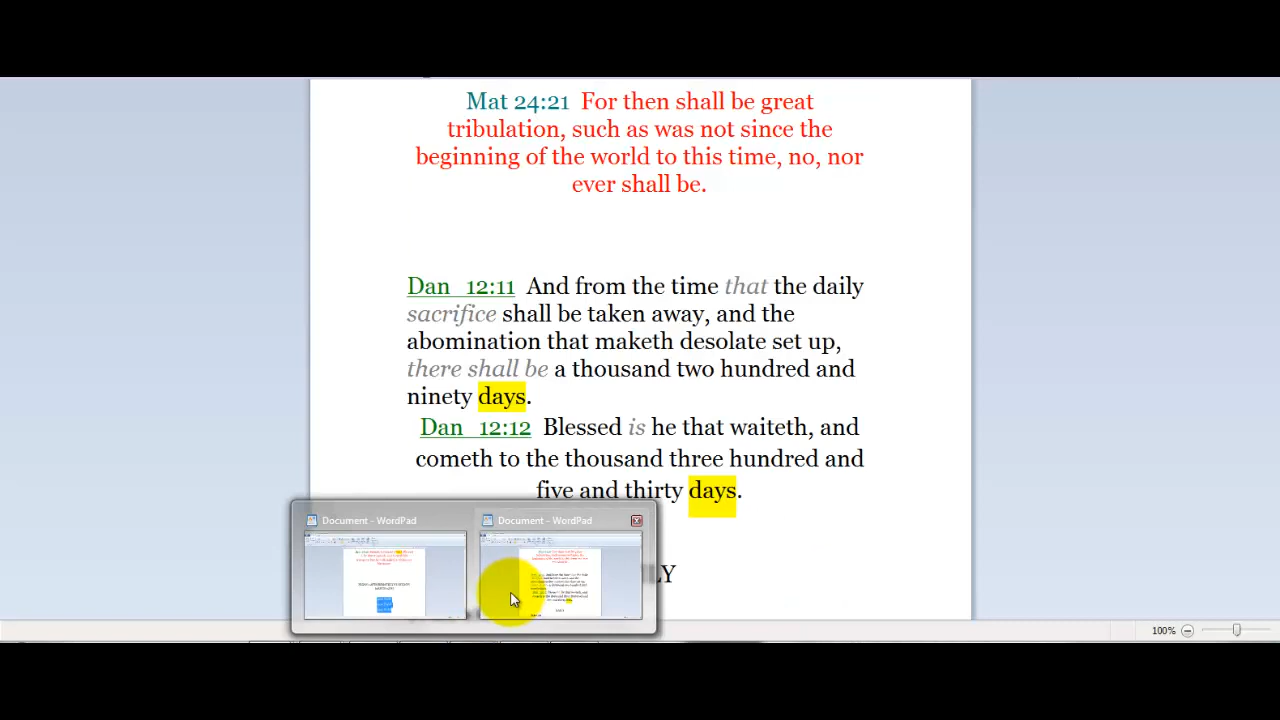 Mat 24:21 For then shall be great
tribulation, such as was not since the
beginning of the world to this time, no, nor
ever shall be.
Dan 12:11 And from the time that the daily
sacrifice shall be taken away, and the
abomination that maketh desolate set up,
there shall be a thousand two hundred and
ninety days.
Dan 12:12 Blessed is he that waiteth, and
cometh to the thousand three hundred and
five and thirty days.
Document - WordPad
Document - WordPad
LY
100%